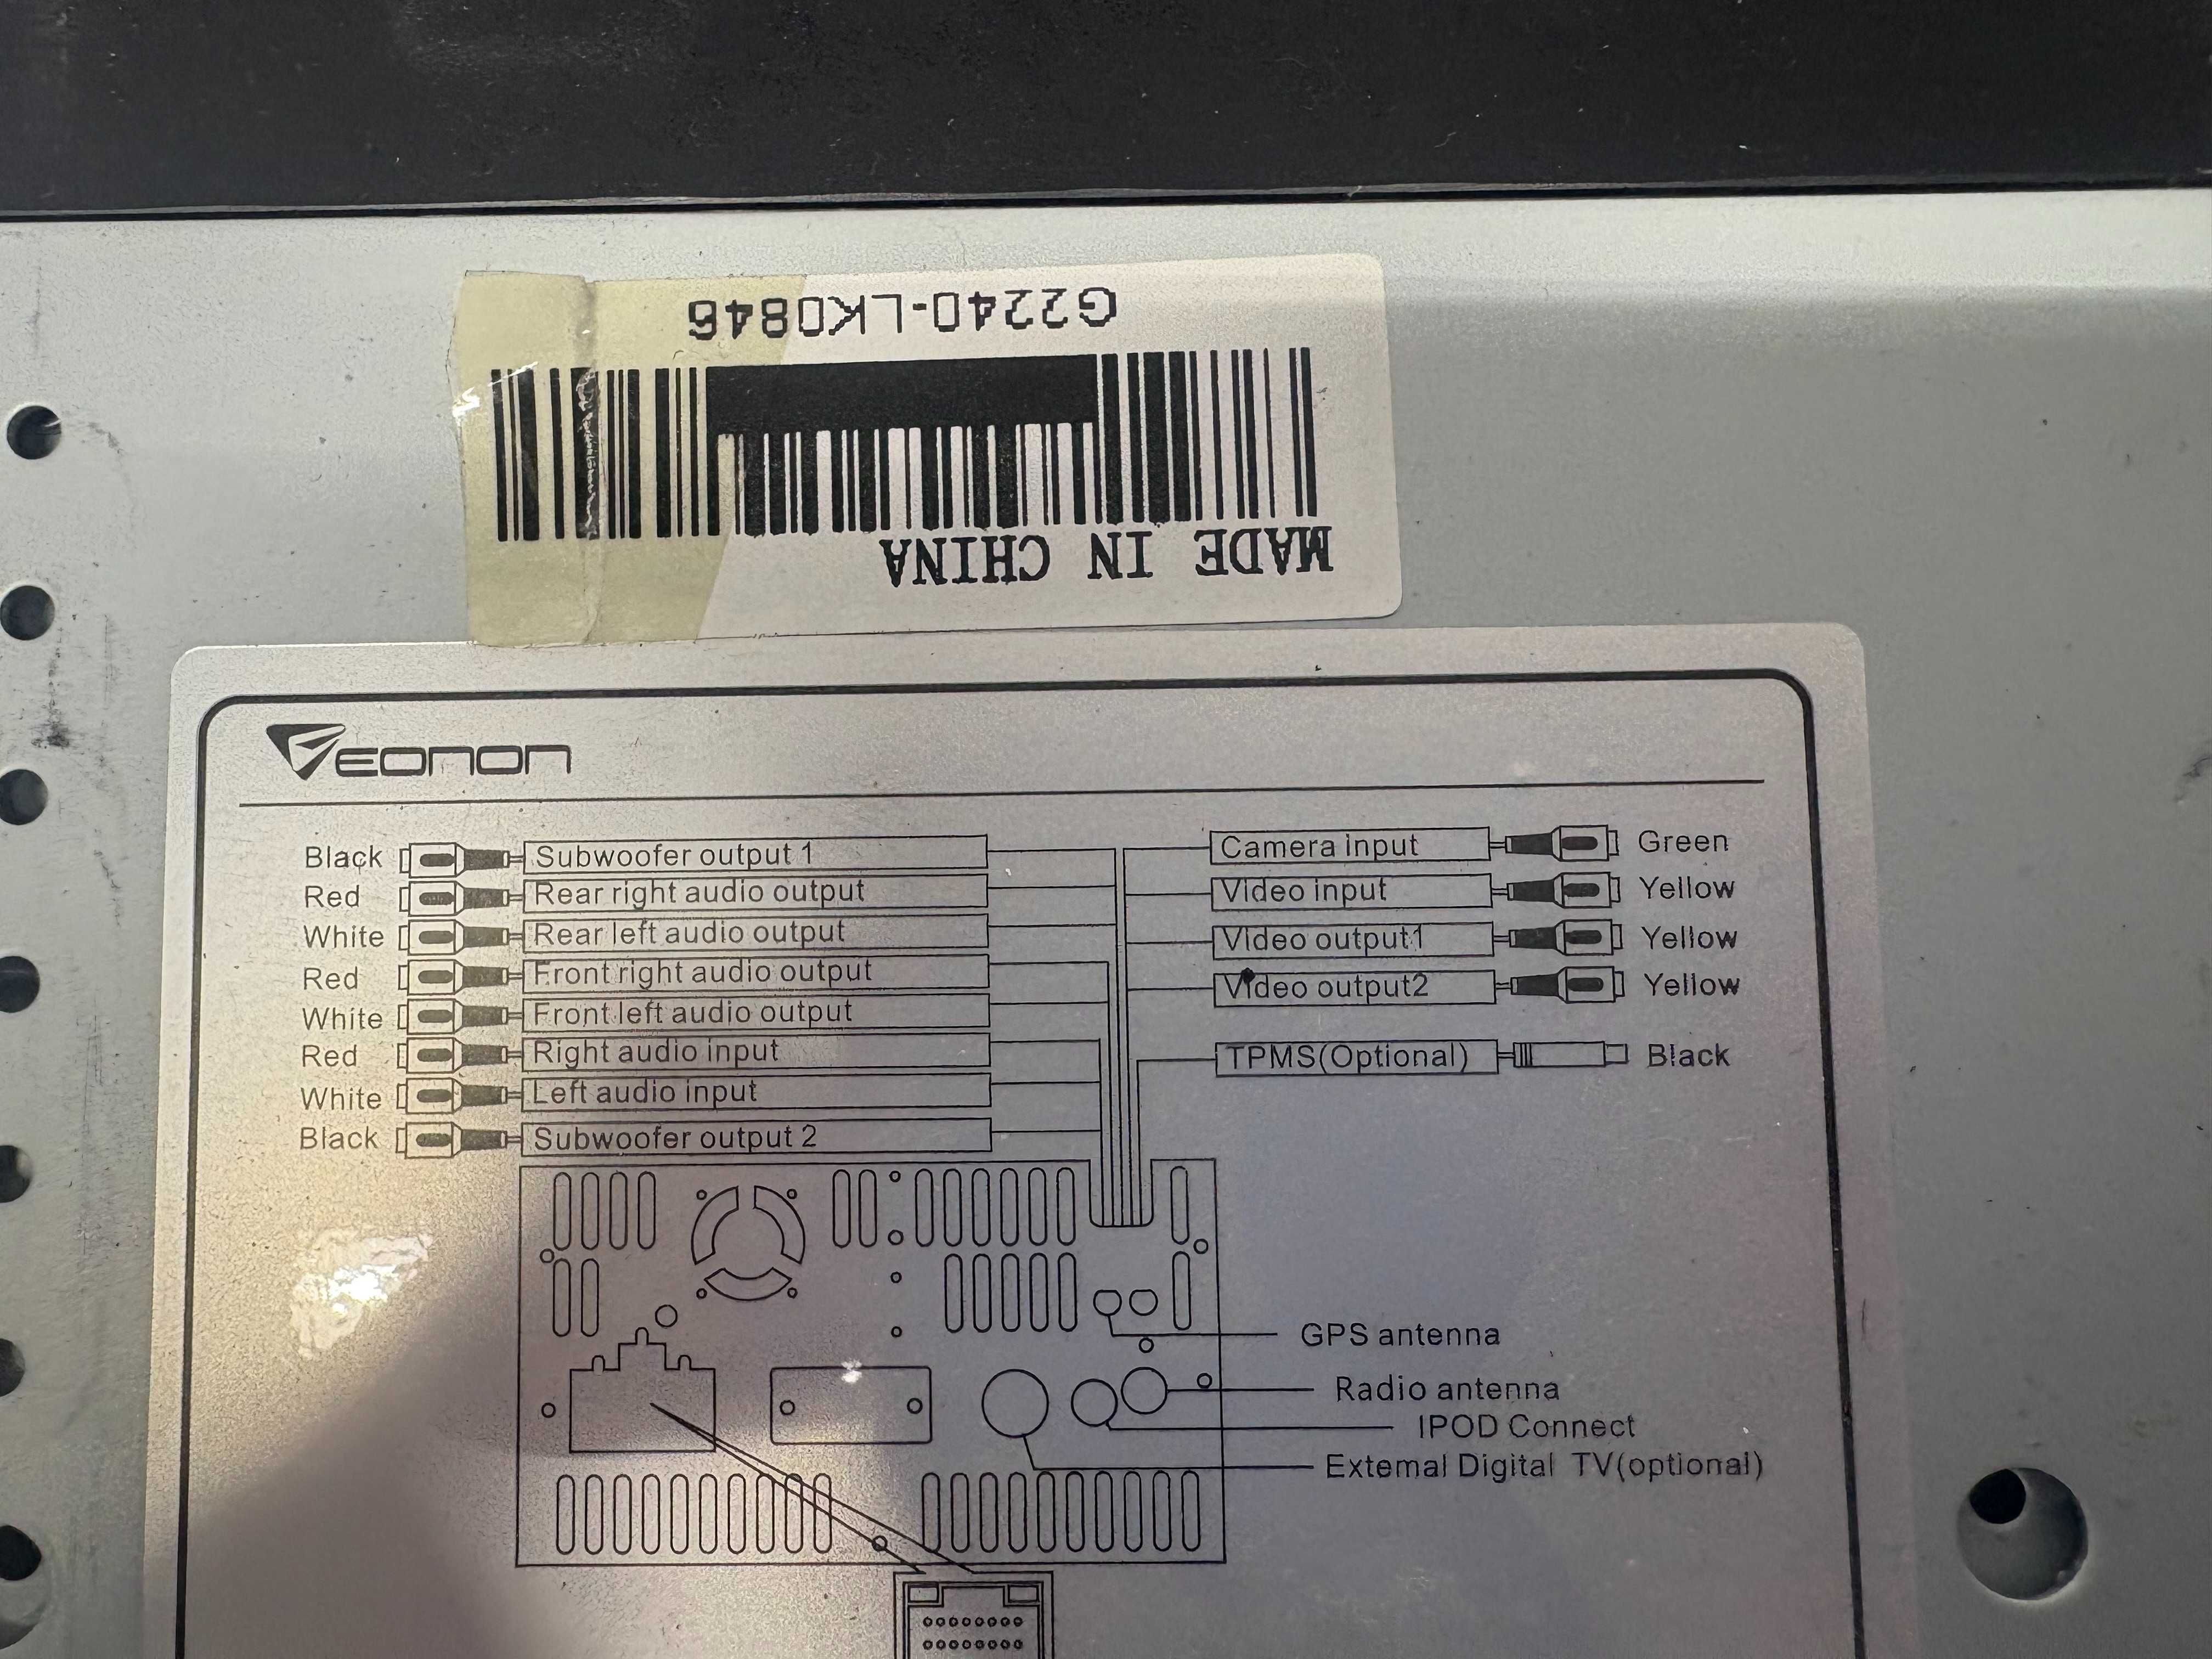 G2240-LK0846
MADE IN CHINA
EONON
Black Subwoofer output 1
Red Rear right audio output
White Rear left audio output
Red Front right audio output
White Front left audio output
Red Right audio input
White Left audio input
Black Subwoofer output 2
Camera input Green
Video input Yellow
Video output1 Yellow
Video output2 Yellow
TPMS(Optional) Black
GPS antenna
Radio antenna
IPOD Connect
External Digital TV(optional)